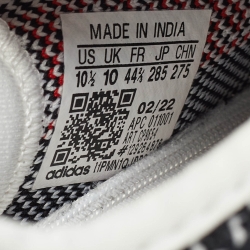 MADE IN INDIA
US UK FR JP CHN
10½ 10 44⅔ 285 275
02/22
APC 011001
ART
adidas